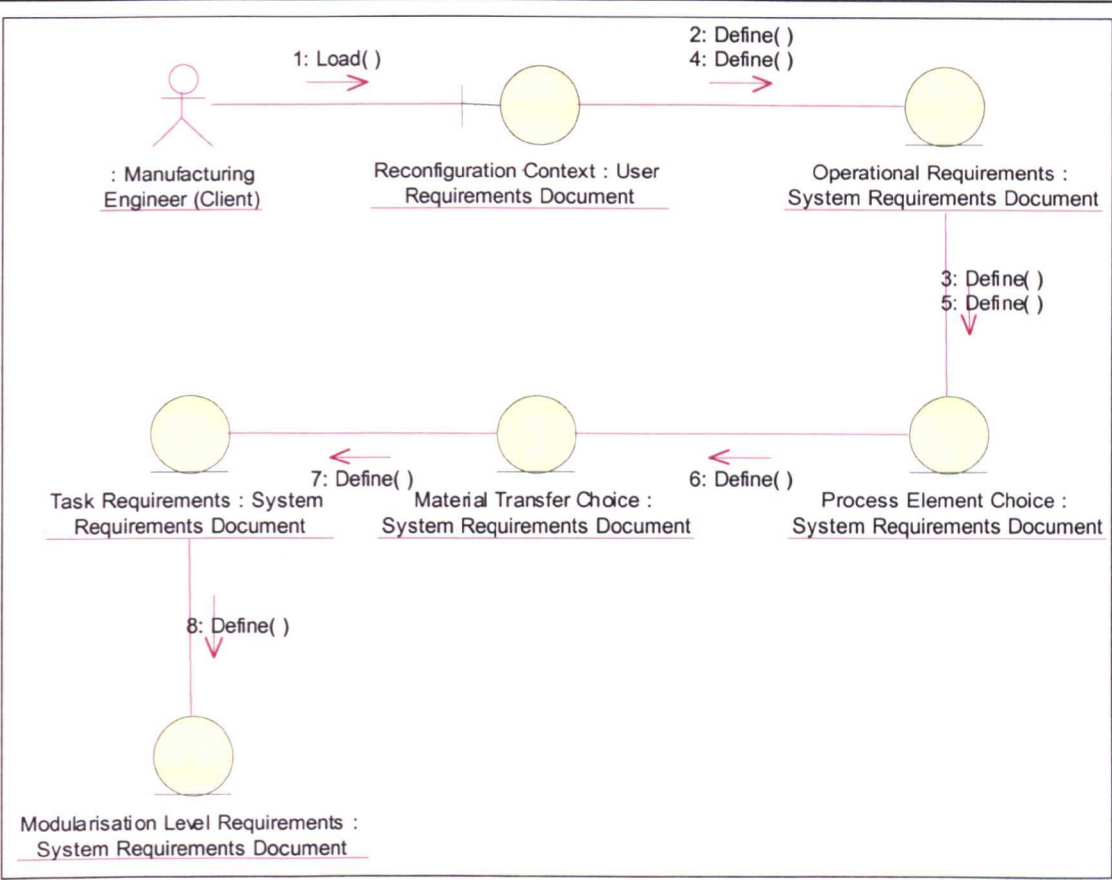 1: Load( )
2: Define( )
4: Define( )
: Manufacturing
Engineer (Client)
Reconfiguration Context : User
Requirements Document
Operational Requirements :
System Requirements Document
3: Define( )
5: Define( )
7: Define( )
6: Define( )
Task Requirements : System
Requirements Document
Material Transfer Choice :
System Requirements Document
Process Element Choice :
System Requirements Document
8: Define( )
Modularisation Level Requirements :
System Requirements Document